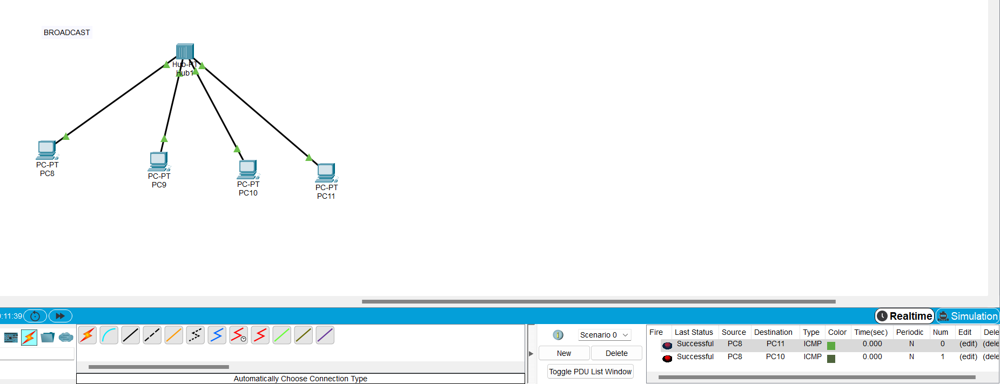 BROADCAST
Hub-PT
Hub1
PC-PT
PC8
PC-PT
PC9
PC-PT
PC10
PC-PT
PC11
:11:39
Realtime
Simulation
Scenario 0
New
Delete
Toggle PDU List Window
Automatically Choose Connection Type
Fire Last Status Source Destination Type Color Time(sec) Periodic Num Edit Dele
Successful PC8 PC11 ICMP 0.000 N 0 (edit) (dele
Successful PC8 PC10 ICMP 0.000 N 1 (edit) (dele